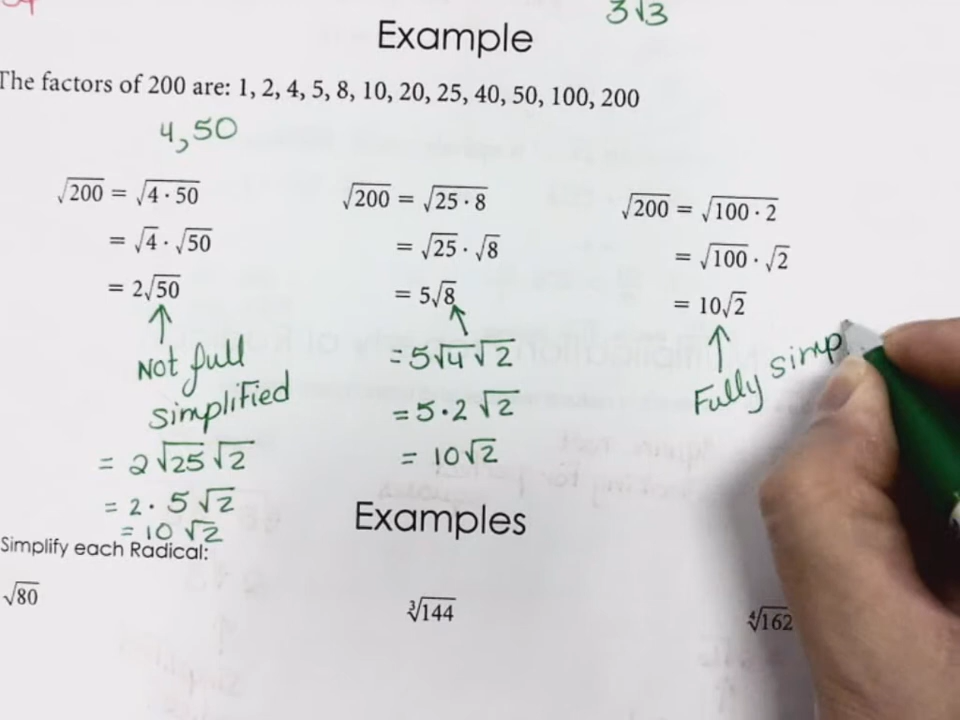 3√3
Example
The factors of 200 are: 1, 2, 4, 5, 8, 10, 20, 25, 40, 50, 100, 200
4, 50
√200 = √4 · 50
= √4 · √50
= 2√50
Not full
simplified
= 2√25 √2
= 2 · 5√2
= 10√2
√200 = √25 · 8
= √25 · √8
= 5√8
= 5√4√2
= 5·2√2
= 10√2
√200 = √100 · 2
= √100 · √2
= 10√2
Fully simp
Examples
Simplify each Radical:
√80
∛144
∜162